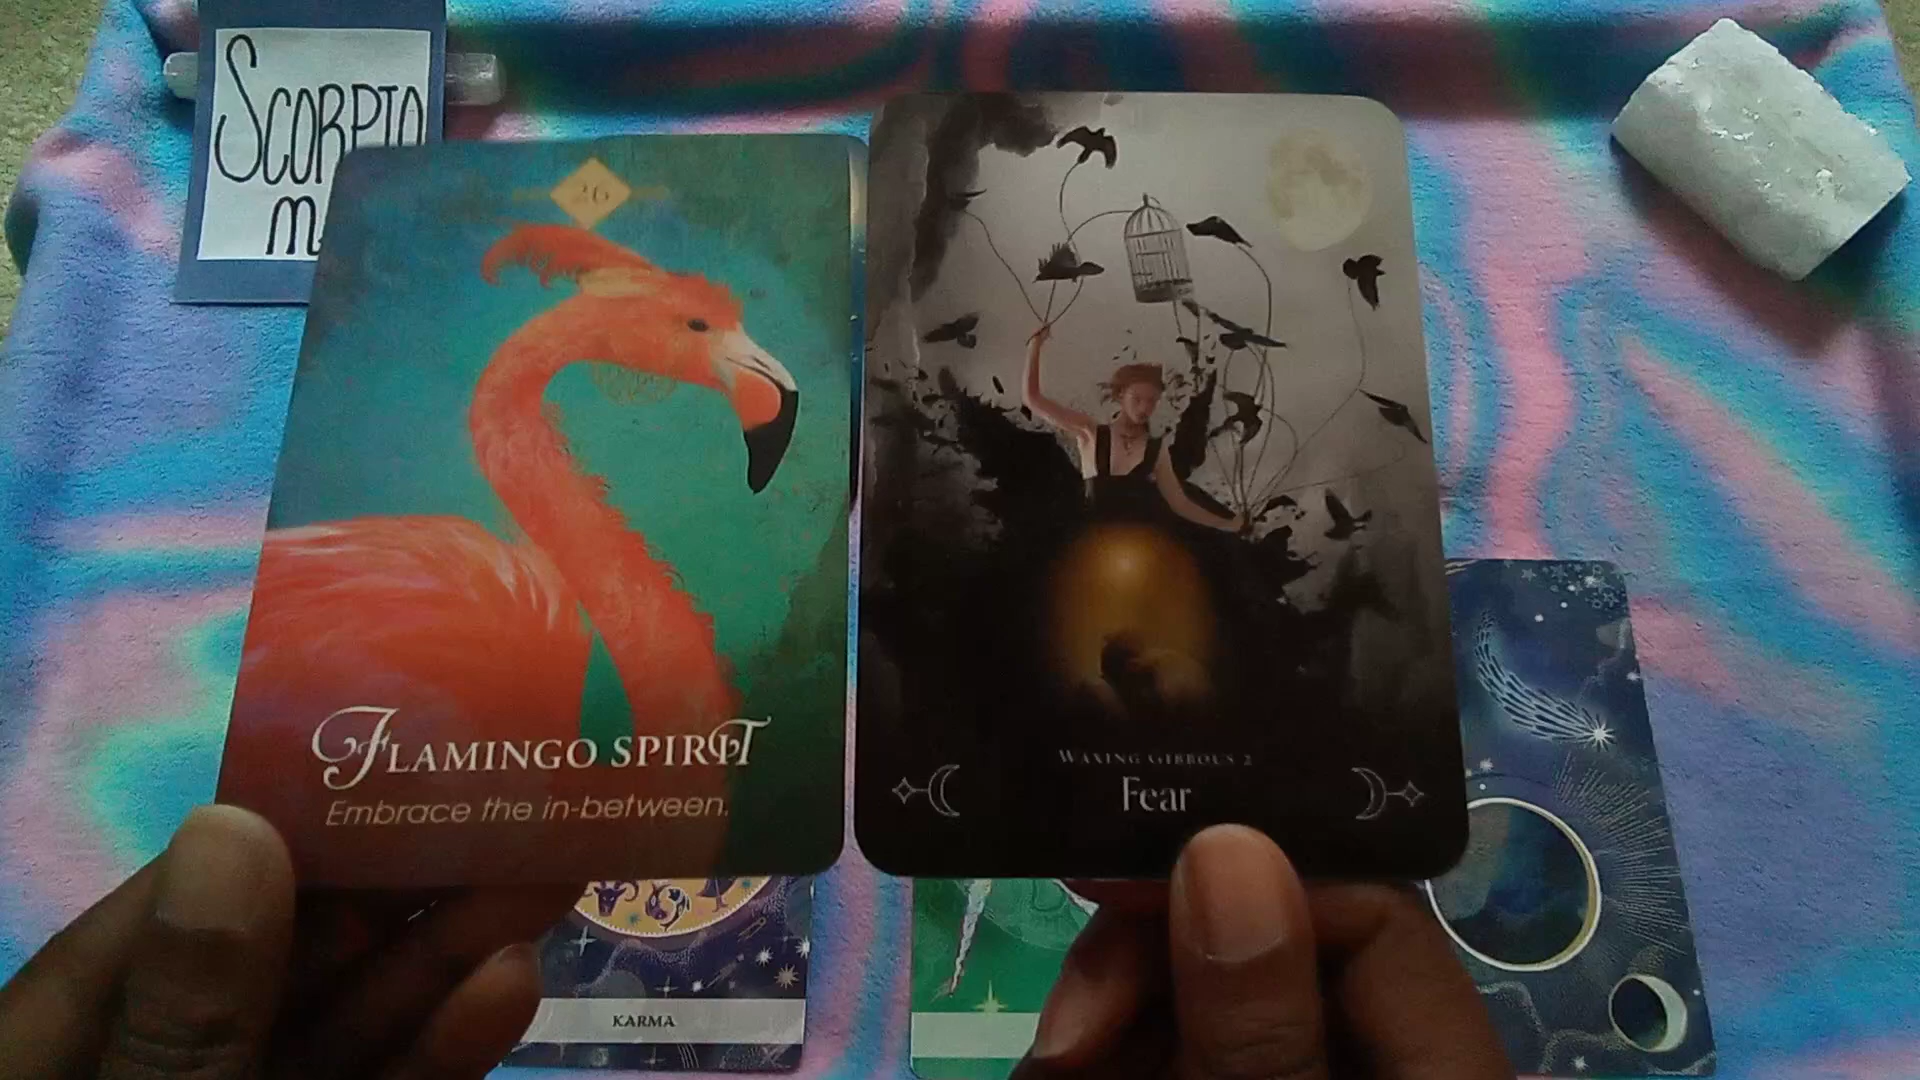 SCORPIO
26
FLAMINGO SPIRIT
Embrace the in-between.
WAXING GIBBOUS 2
Fear
KARMA